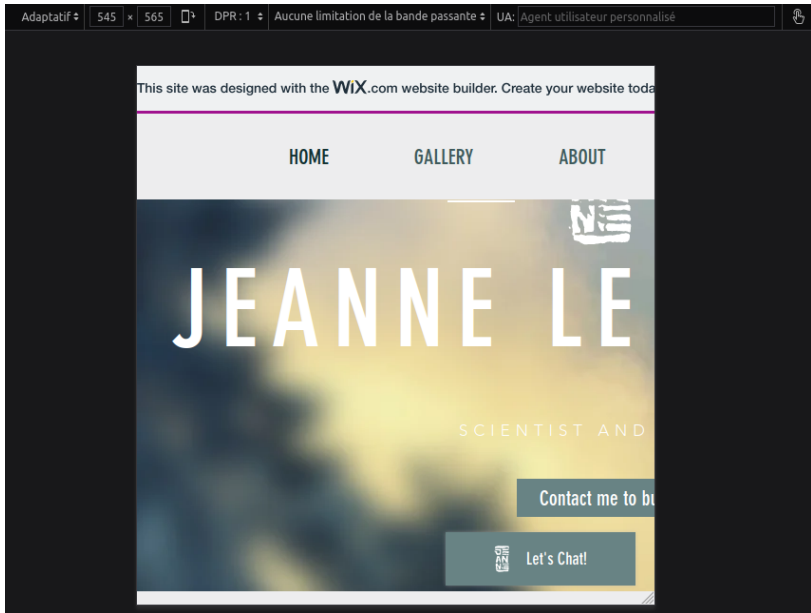 Adaptatif 545 × 565 DPR : 1 Aucune limitation de la bande passante UA: Agent utilisateur personnalisé
This site was designed with the WiX.com website builder. Create your website toda
HOME GALLERY ABOUT
JEANNE LE
SCIENTIST AND
Contact me to bu
Let's Chat!